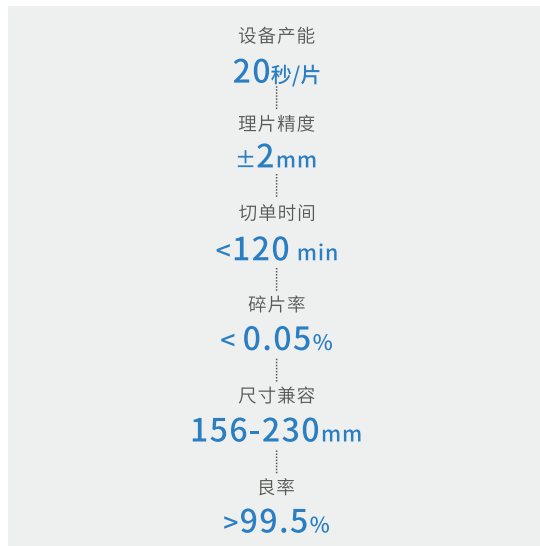 设备产能
20秒/片
理片精度
±2mm
切单时间
<120 min
碎片率
< 0.05%
尺寸兼容
156-230mm
良率
>99.5%